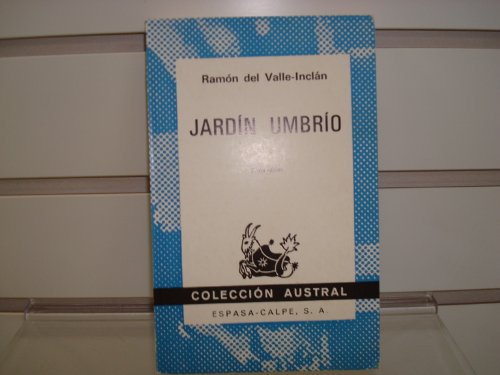 Ramón del Valle-Inclán
JARDÍN UMBRÍO
COLECCIÓN AUSTRAL
ESPASA-CALPE, S. A.